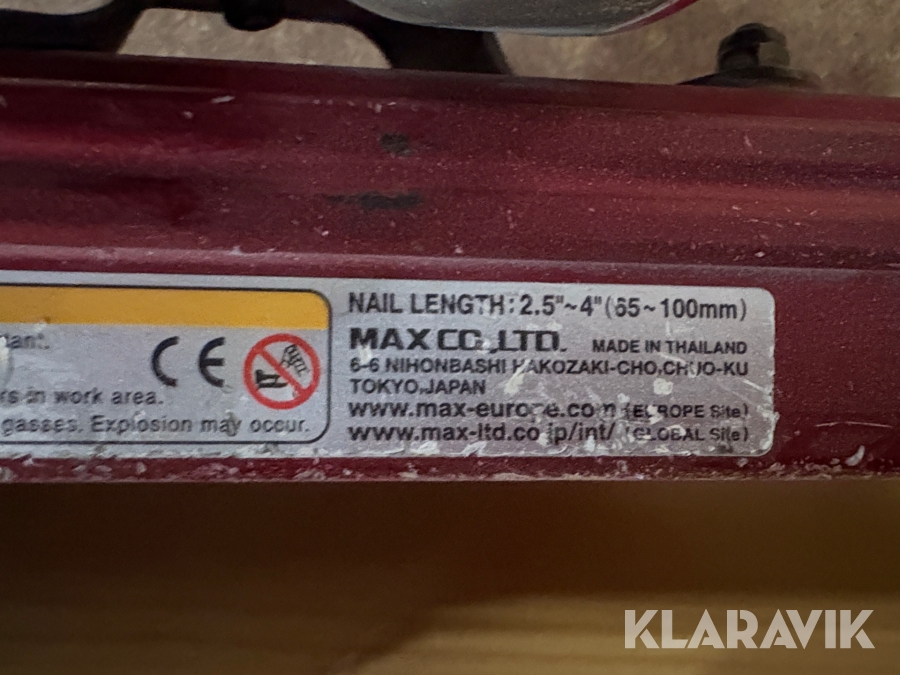 NAIL LENGTH: 2.5"~4" (65~100mm)
MAX CO.,LTD. MADE IN THAILAND
6-6 NIHONBASHI HAKOZAKI-CHO,CHUO-KU
TOKYO,JAPAN
www.max-europe.com (EUROPE Site)
www.max-ltd.co.jp/int/ (GLOBAL Site)
CE
in work area.
gasses. Explosion may occur.
KLARAVIK